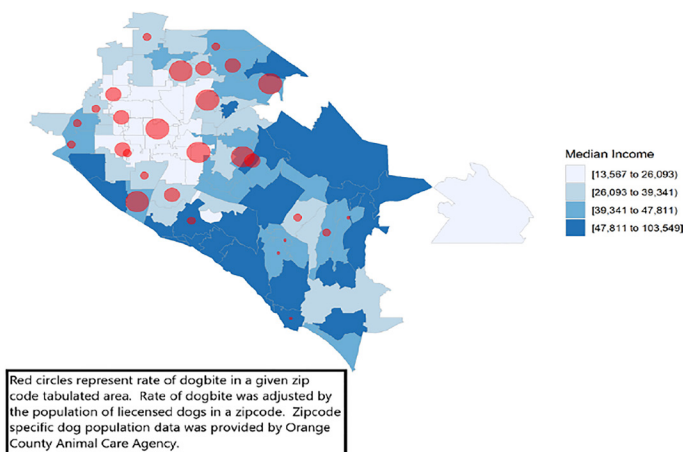 Median Income
[13,567 to 26,093)
[26,093 to 39,341)
[39,341 to 47,811)
[47,811 to 103,549]
Red circles represent rate of dogbite in a given zip
code tabulated area. Rate of dogbite was adjusted by
the population of liecensed dogs in a zipcode. Zipcode
specific dog population data was provided by Orange
County Animal Care Agency.